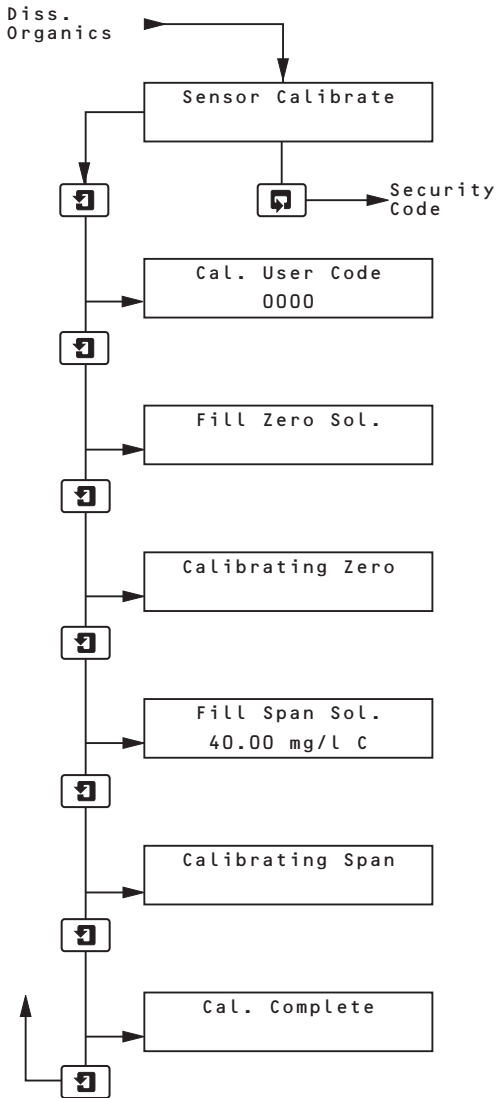 Diss.
Organics
Sensor Calibrate
Security
Code
Cal. User Code
0000
Fill Zero Sol.
Calibrating Zero
Fill Span Sol.
40.00 mg/l C
Calibrating Span
Cal. Complete